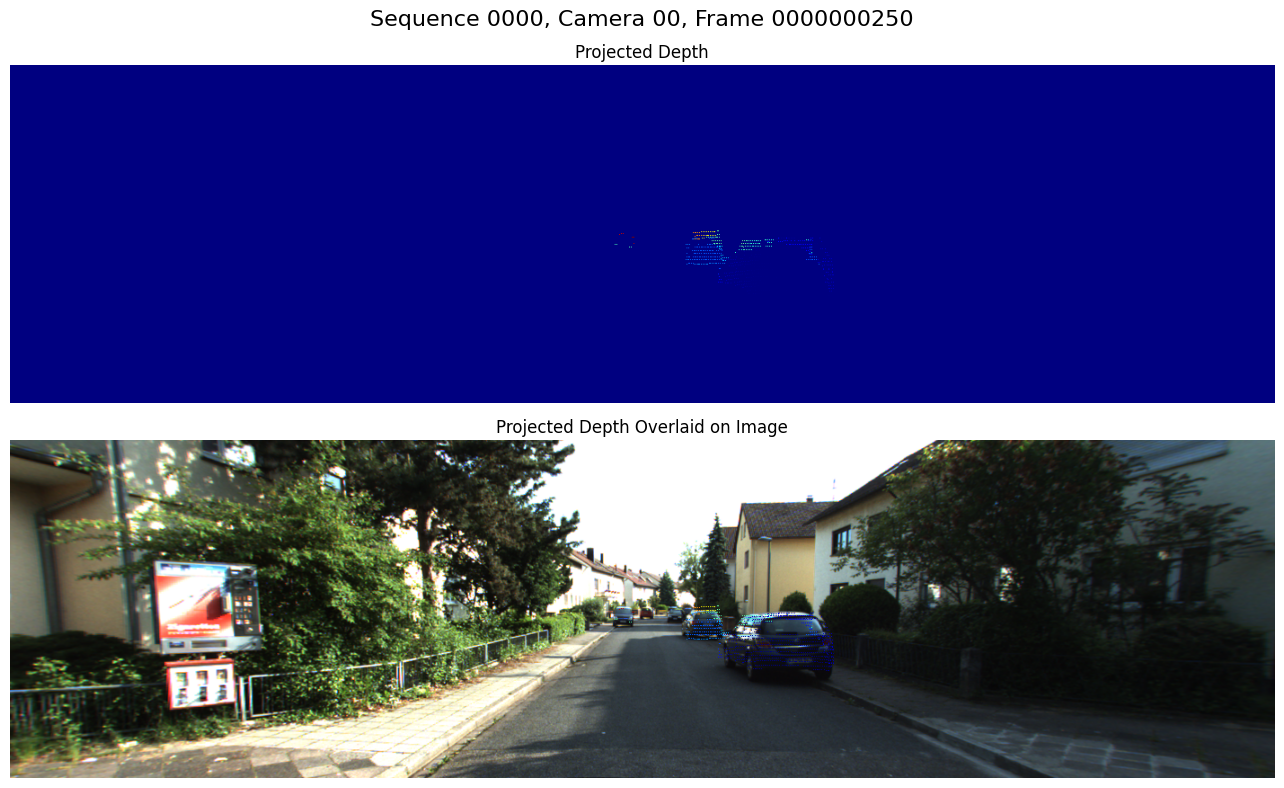 Sequence 0000, Camera 00, Frame 0000000250
Projected Depth
Projected Depth Overlaid on Image